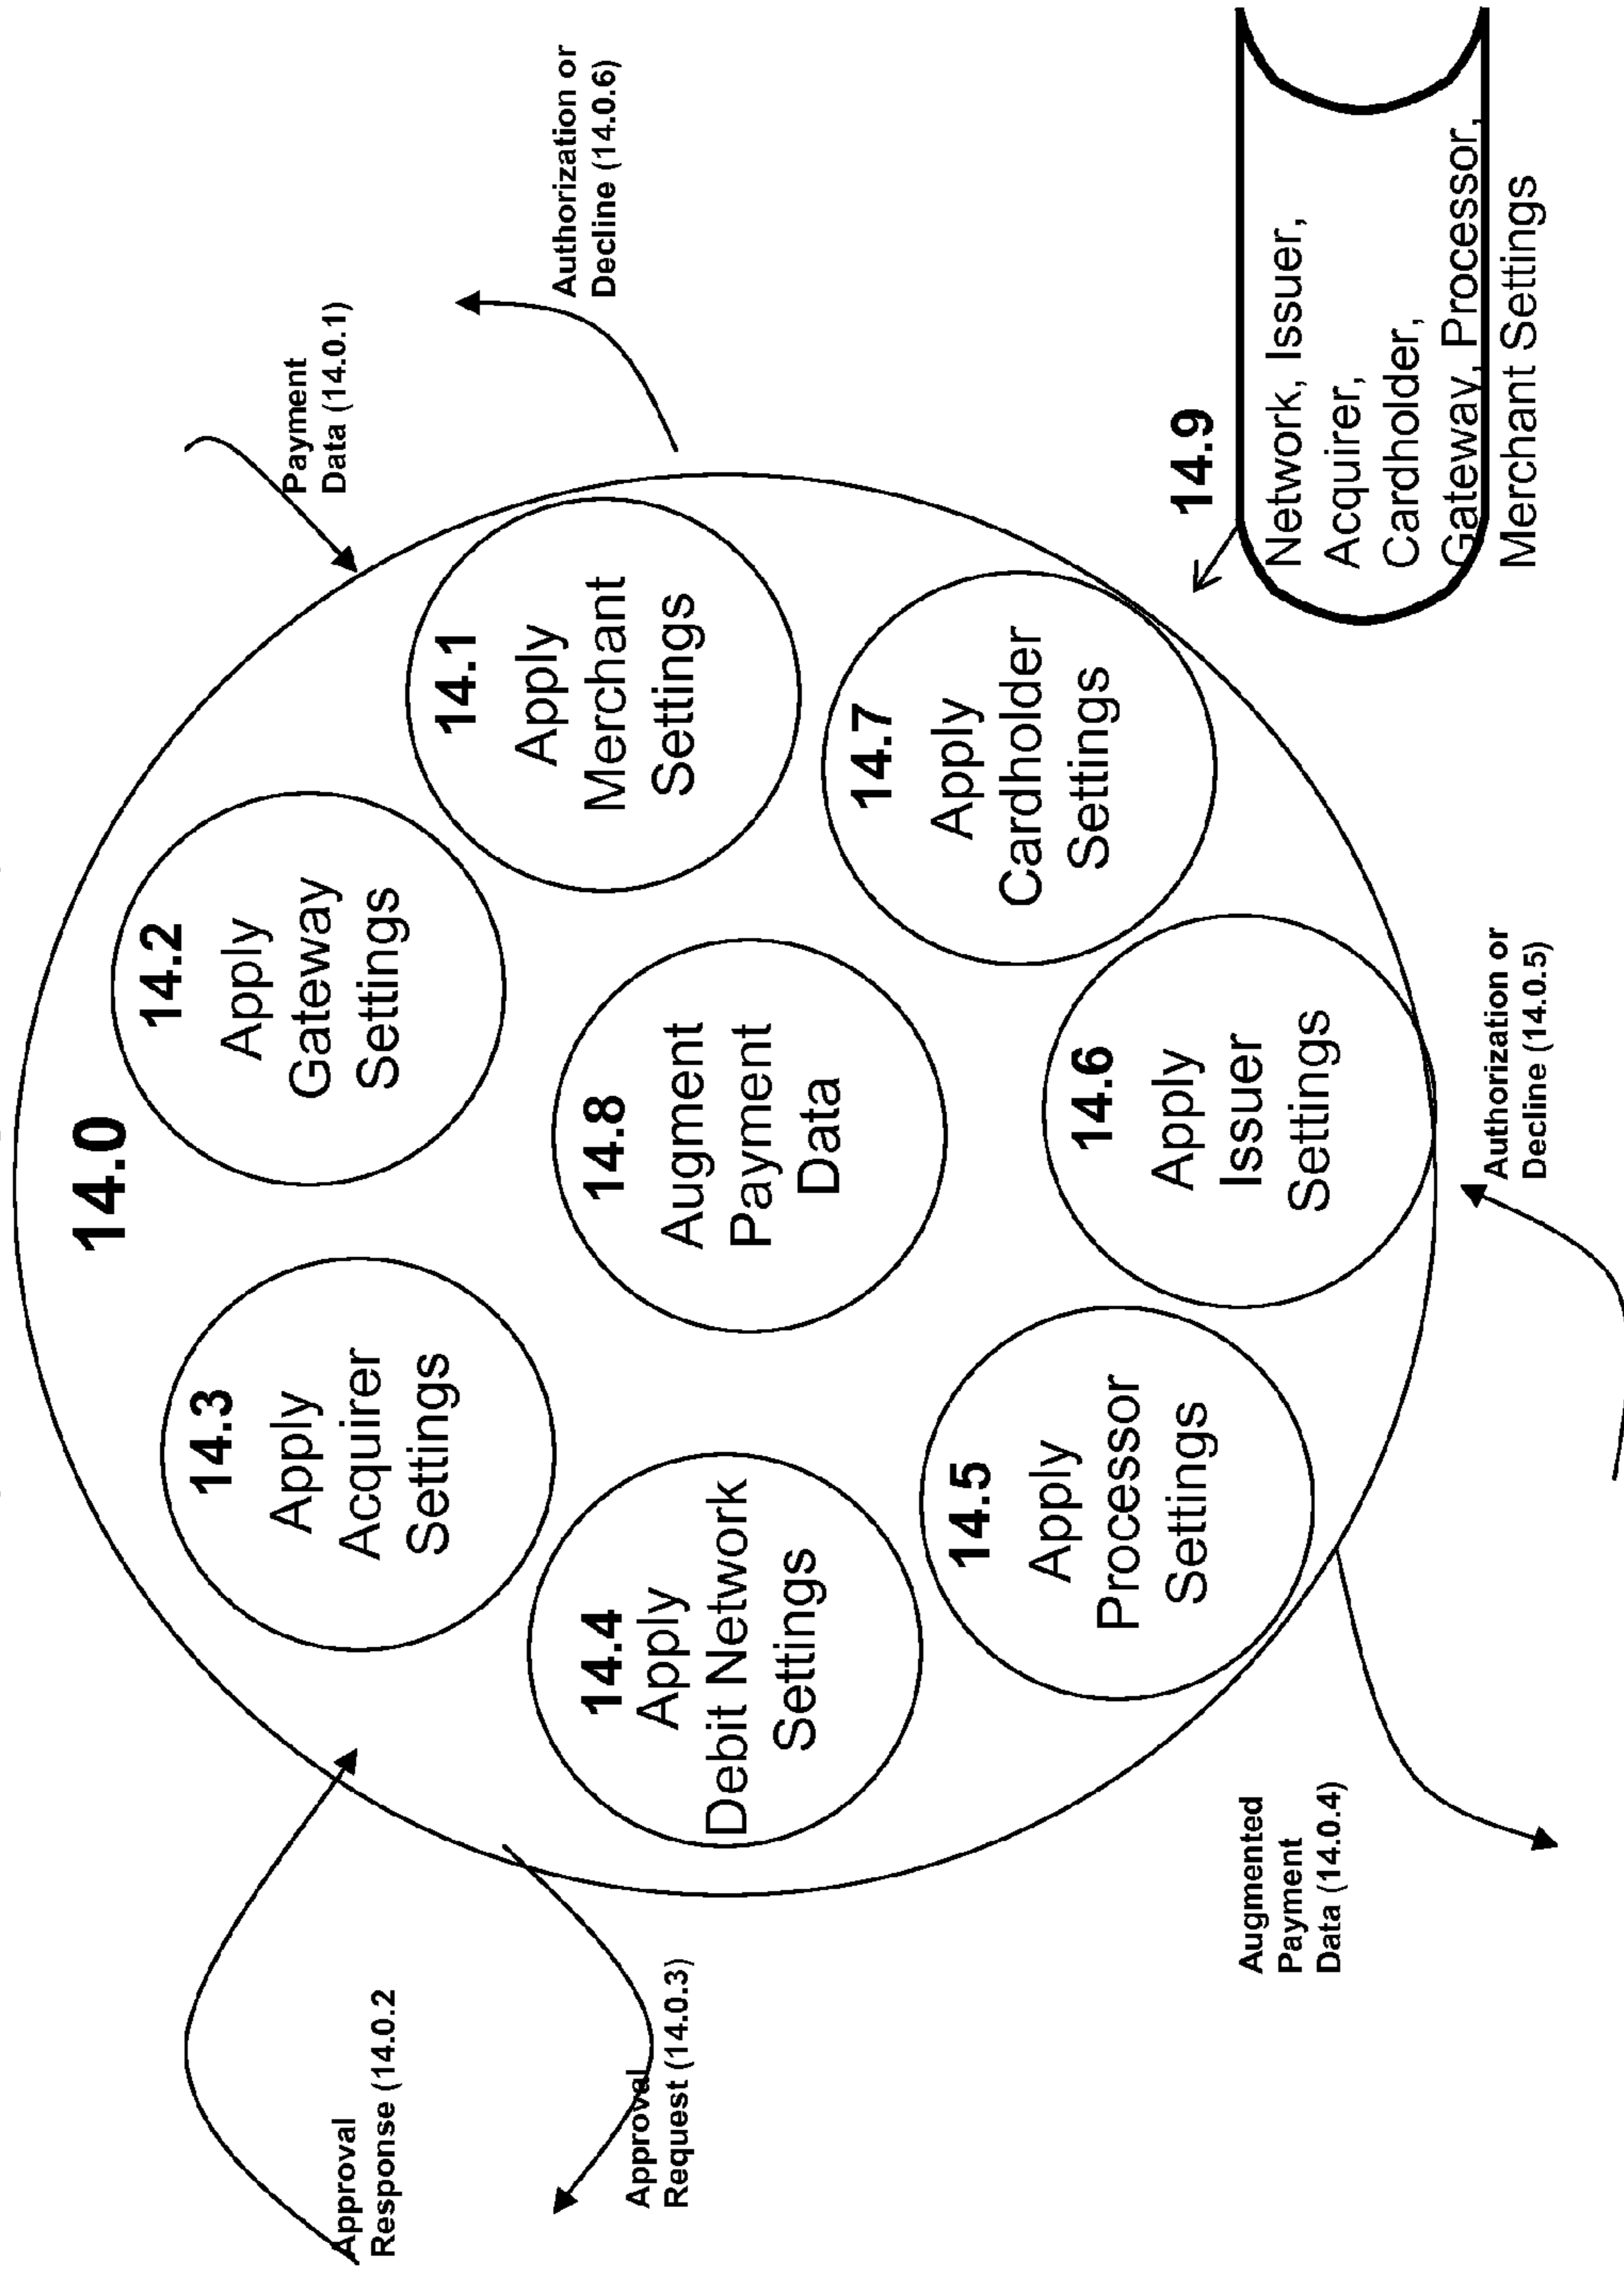 14.0
Payment
Data (14.0.1)
Authorization or
Decline (14.0.6)
14.2
Apply
Gateway
Settings
14.1
Apply
Merchant
Settings
14.3
Apply
Acquirer
Settings
14.8
Augment
Payment
Data
14.7
Apply
Cardholder
Settings
14.4
Apply
Debit Network
Settings
14.5
Apply
Processor
Settings
14.6
Apply
Issuer
Settings
Approval
Response (14.0.2
Approval
Request (14.0.3)
Augmented
Payment
Data (14.0.4)
Authorization or
Decline (14.0.5)
14.9
Network, Issuer,
Acquirer,
Cardholder,
Gateway, Processor,
Merchant Settings